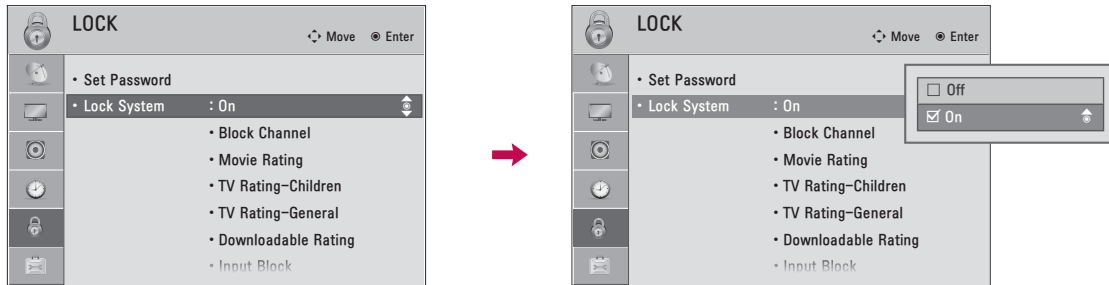 LOCK
Move Enter
• Set Password
• Lock System : On
• Block Channel
• Movie Rating
• TV Rating-Children
• TV Rating-General
• Downloadable Rating
• Input Block
LOCK
Move Enter
• Set Password
• Lock System : On
• Block Channel
• Movie Rating
• TV Rating-Children
• TV Rating-General
• Downloadable Rating
• Input Block
☐ Off
☑ On